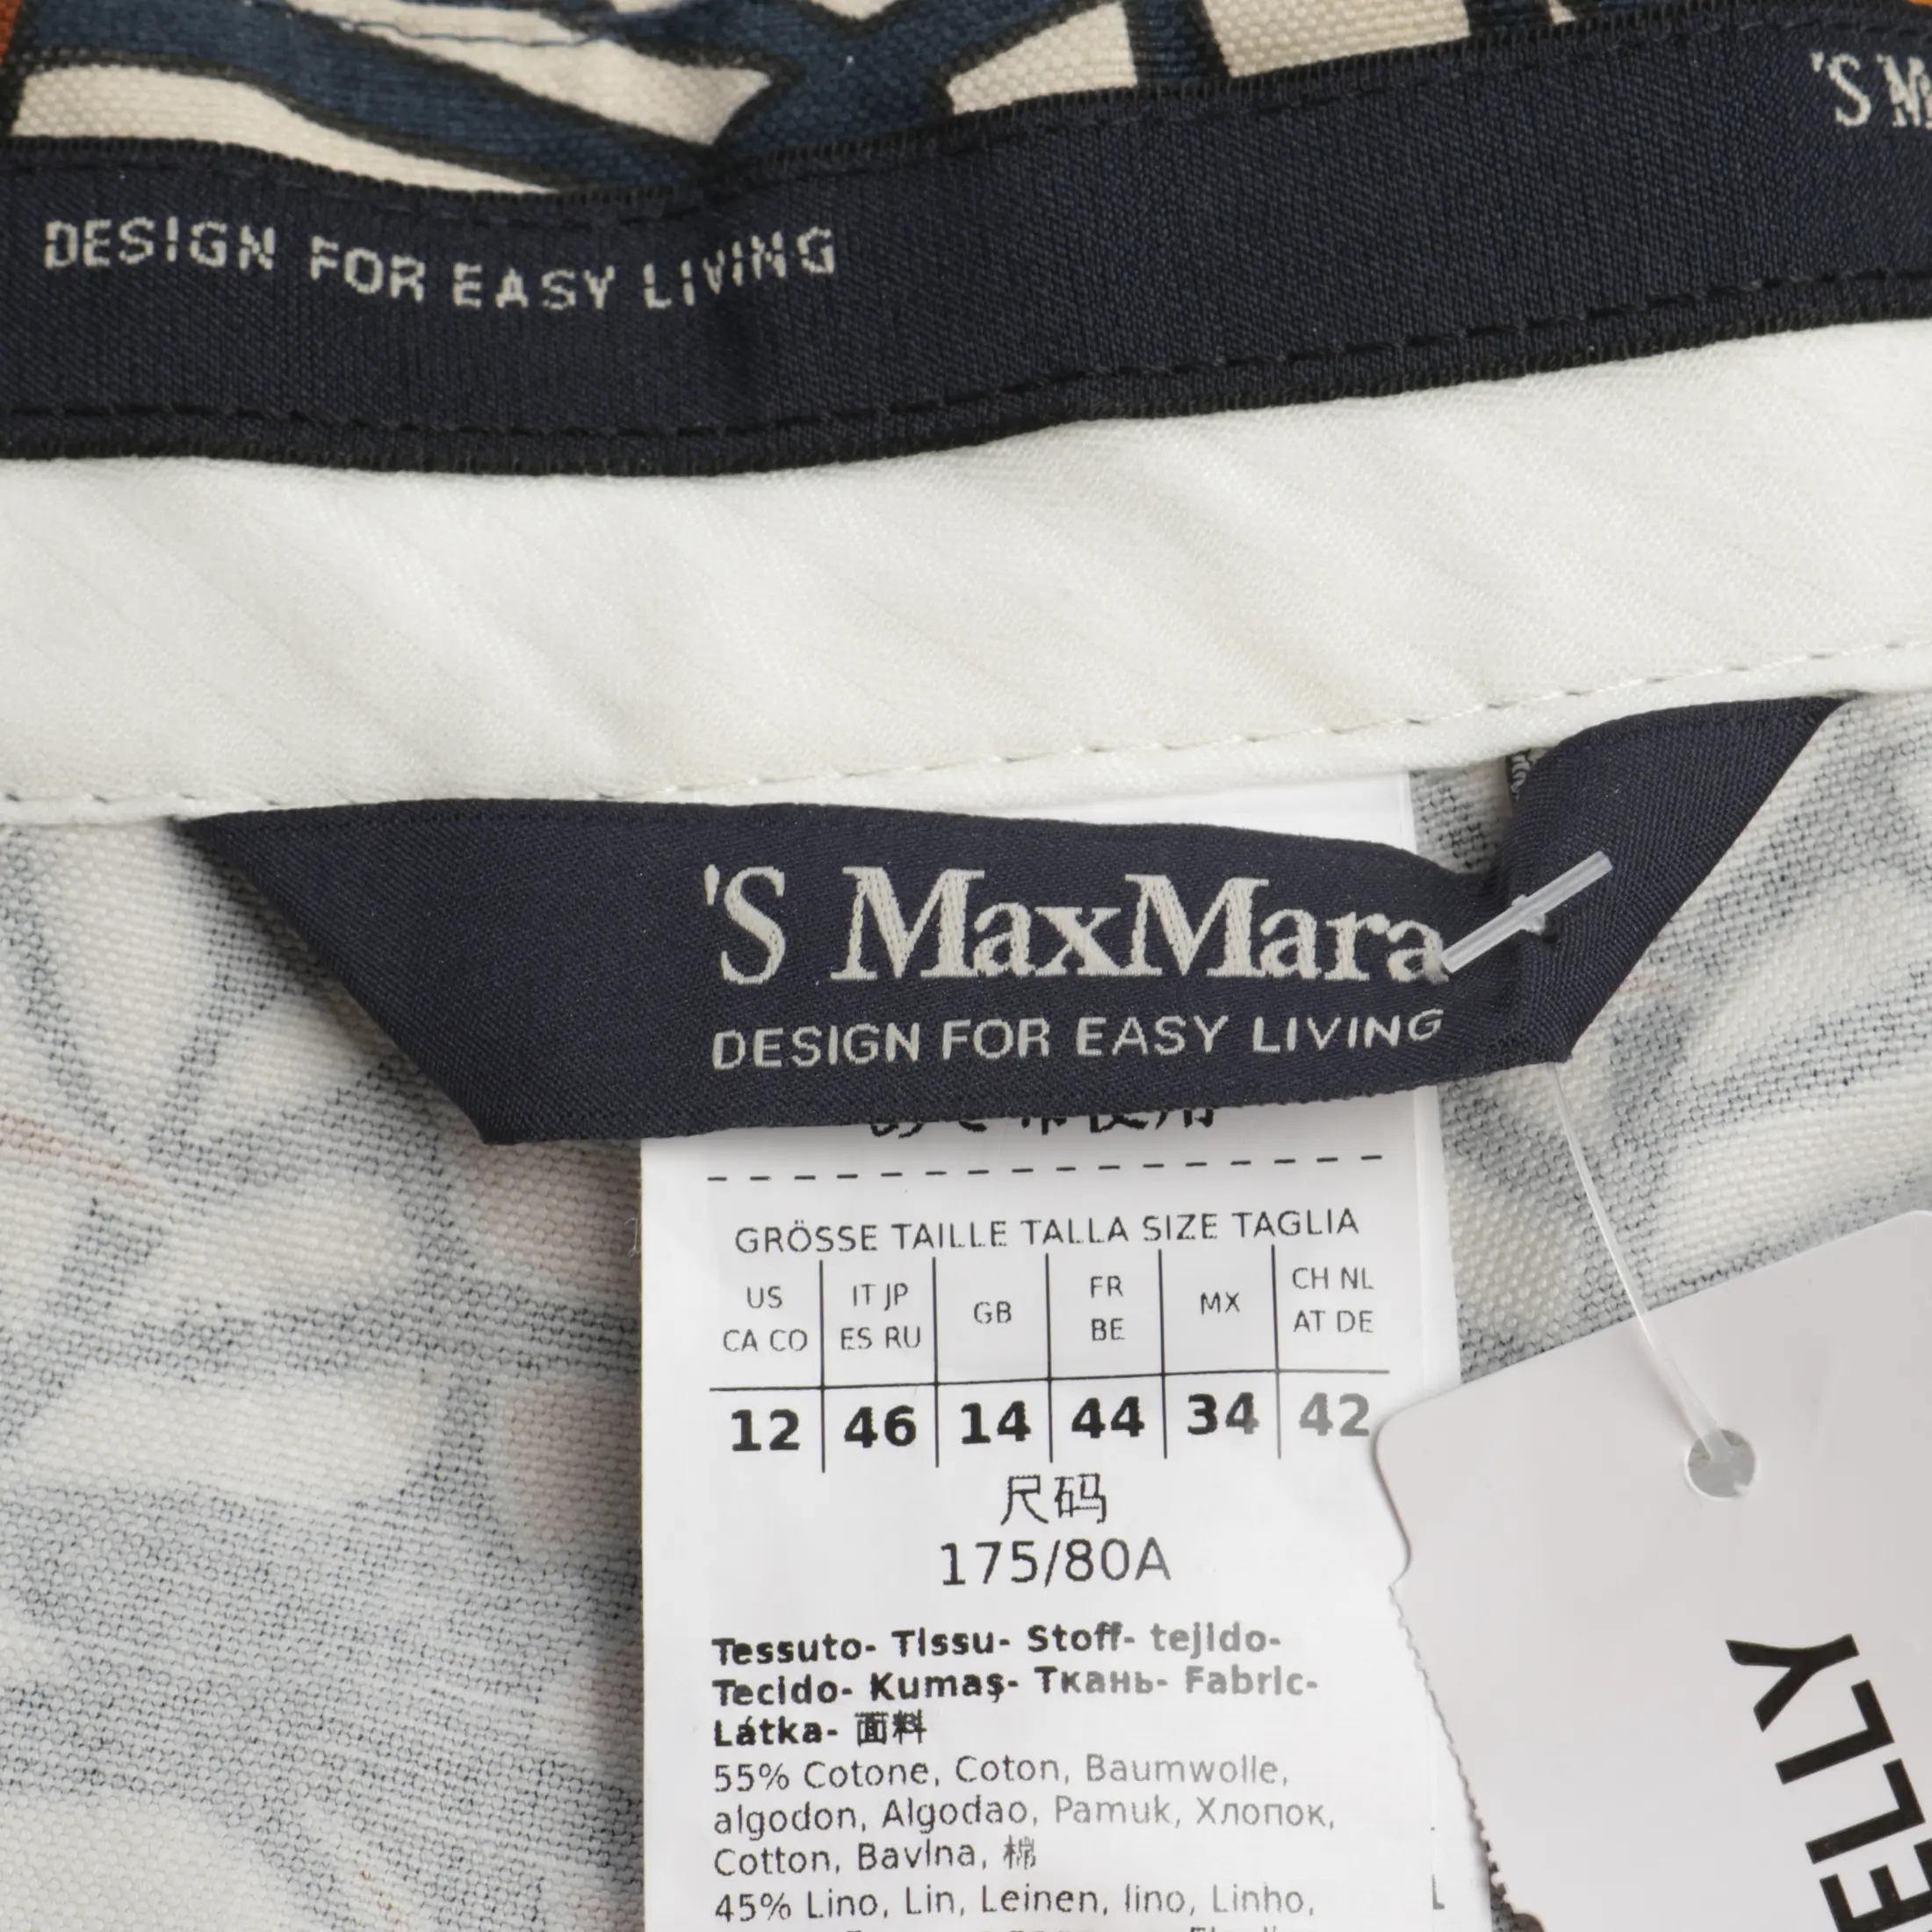 'S M
DESIGN FOR EASY LIVING
'S MaxMara
DESIGN FOR EASY LIVING
GRÖSSE TAILLE TALLA SIZE TAGLIA
US IT JP GB FR MX CH NL
CA CO ES RU BE AT DE
12 46 14 44 34 42
尺码
175/80A
Tessuto- Tissu- Stoff- tejido-
Tecido- Kumaş- Ткань- Fabric-
Látka- 面料
55% Cotone, Coton, Baumwolle,
algodon, Algodao, Pamuk, Хлопок,
Cotton, Bavlna, 棉
45% Lino, Lin, Leinen, lino, Linho,
ELLY